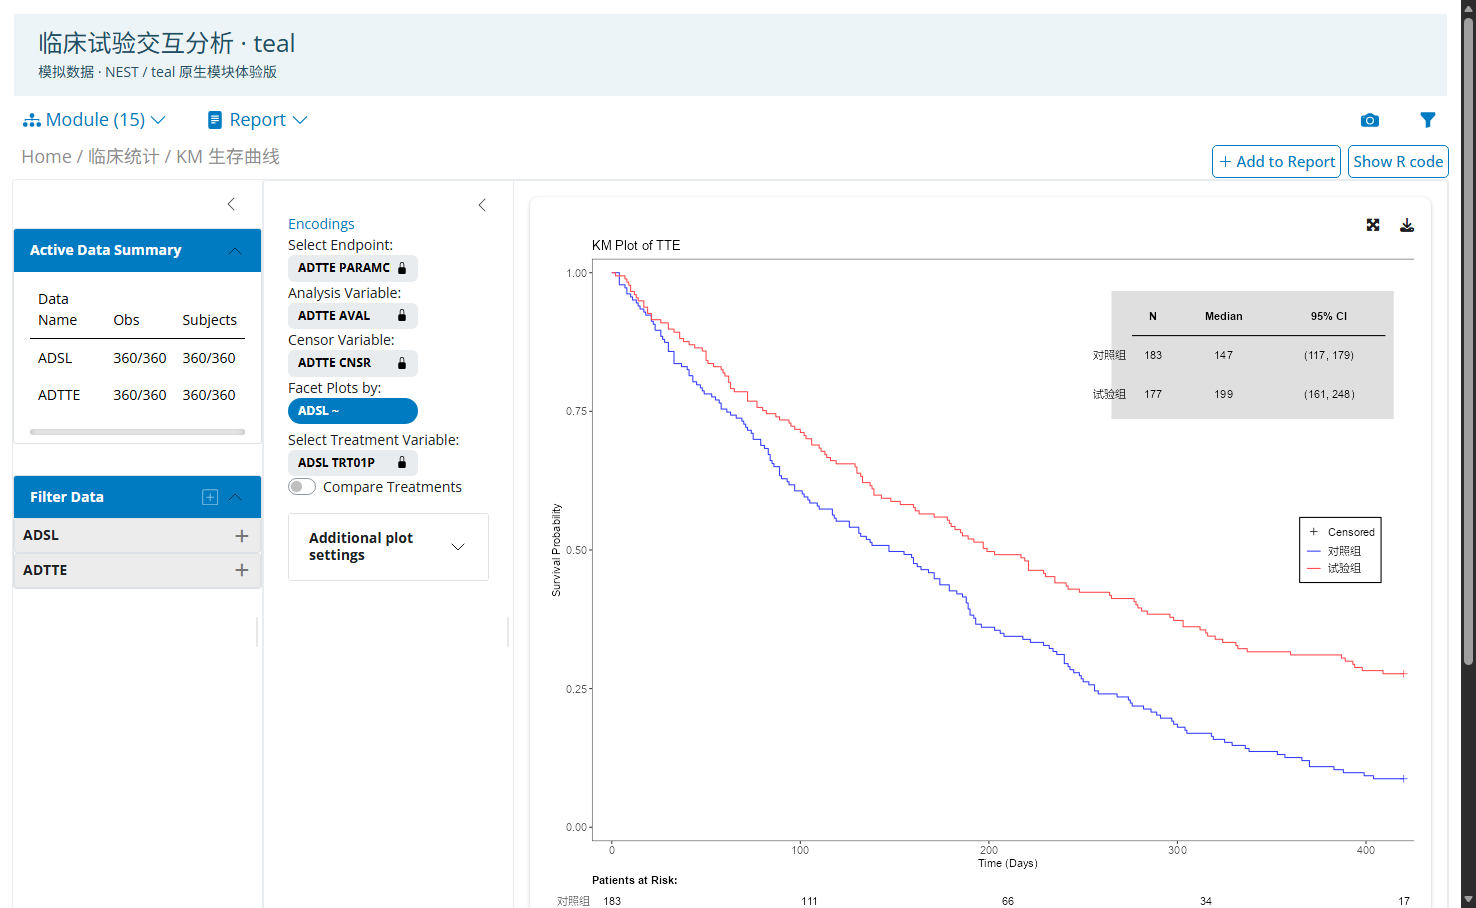 临床试验交互分析 · teal
模拟数据 · NEST / teal 原生模块体验版
Module (15)
Report
Home / 临床统计 / KM 生存曲线
+ Add to Report
Show R code
Active Data Summary
Data Name Obs Subjects
ADSL 360/360 360/360
ADTTE 360/360 360/360
Filter Data
ADSL
ADTTE
Encodings
Select Endpoint:
ADTTE PARAMC
Analysis Variable:
ADTTE AVAL
Censor Variable:
ADTTE CNSR
Facet Plots by:
ADSL ~
Select Treatment Variable:
ADSL TRT01P
Compare Treatments
Additional plot
settings
KM Plot of TTE
1.00
0.75
0.50
0.25
0.00
Survival Probability
N Median 95% CI
对照组 183 147 (117, 179)
试验组 177 199 (161, 248)
+ Censored
对照组
试验组
0 100 200 300 400
Time (Days)
Patients at Risk:
对照组 183 111 66 34 17